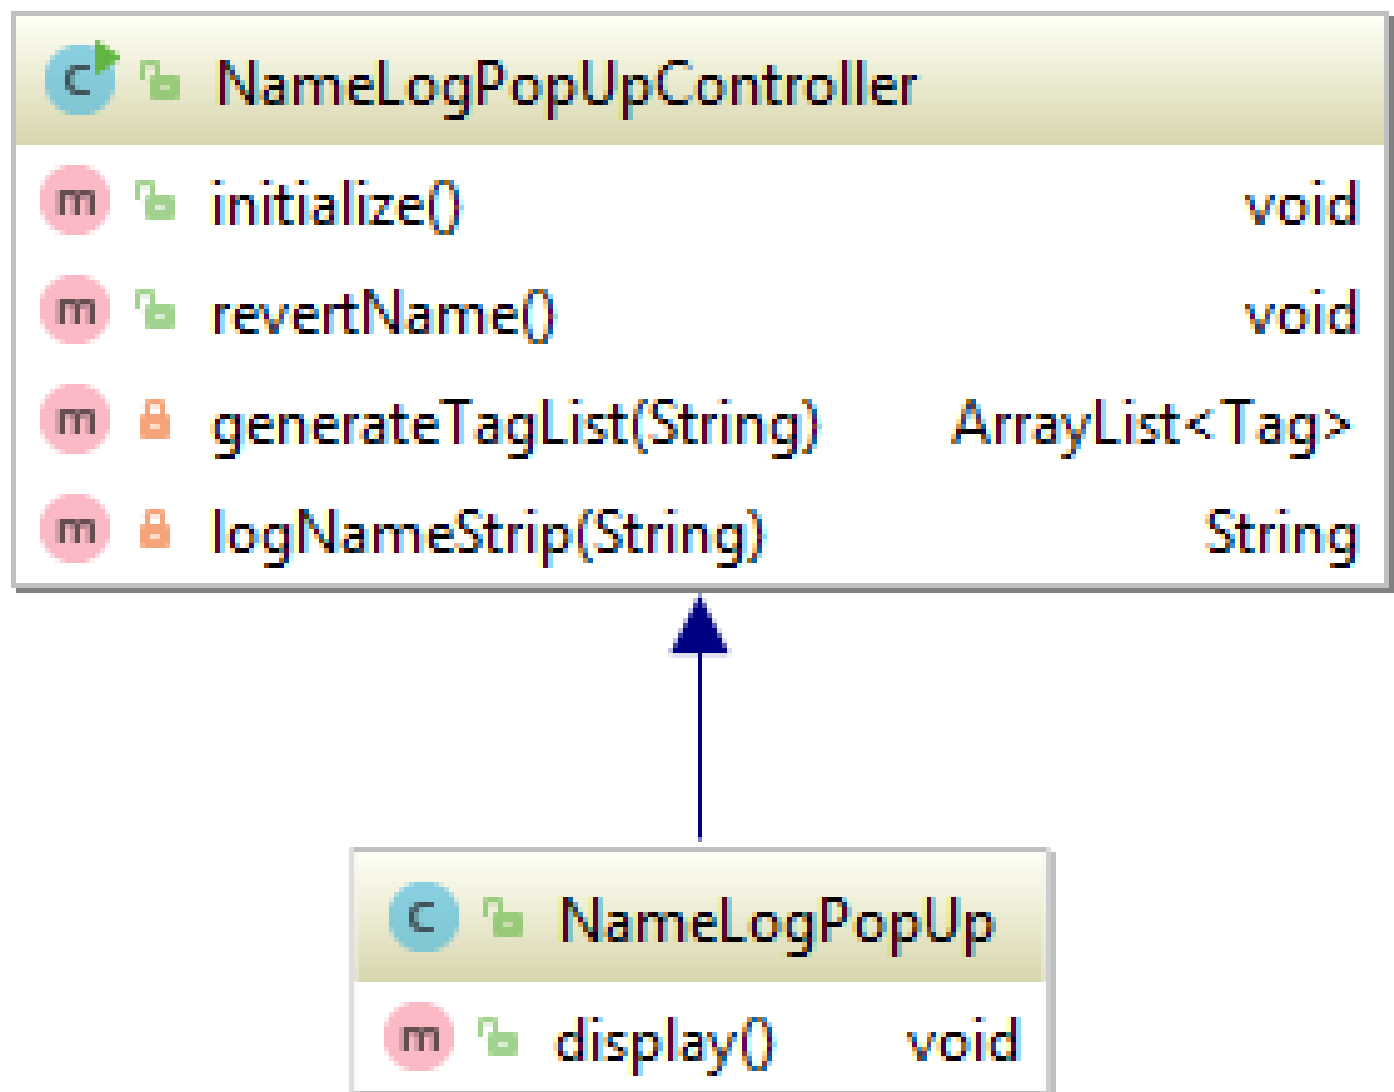 C NameLogPopUpController
m initialize() void
m revertName() void
m generateTagList(String) ArrayList<Tag>
m logNameStrip(String) String
C NameLogPopUp
m display() void